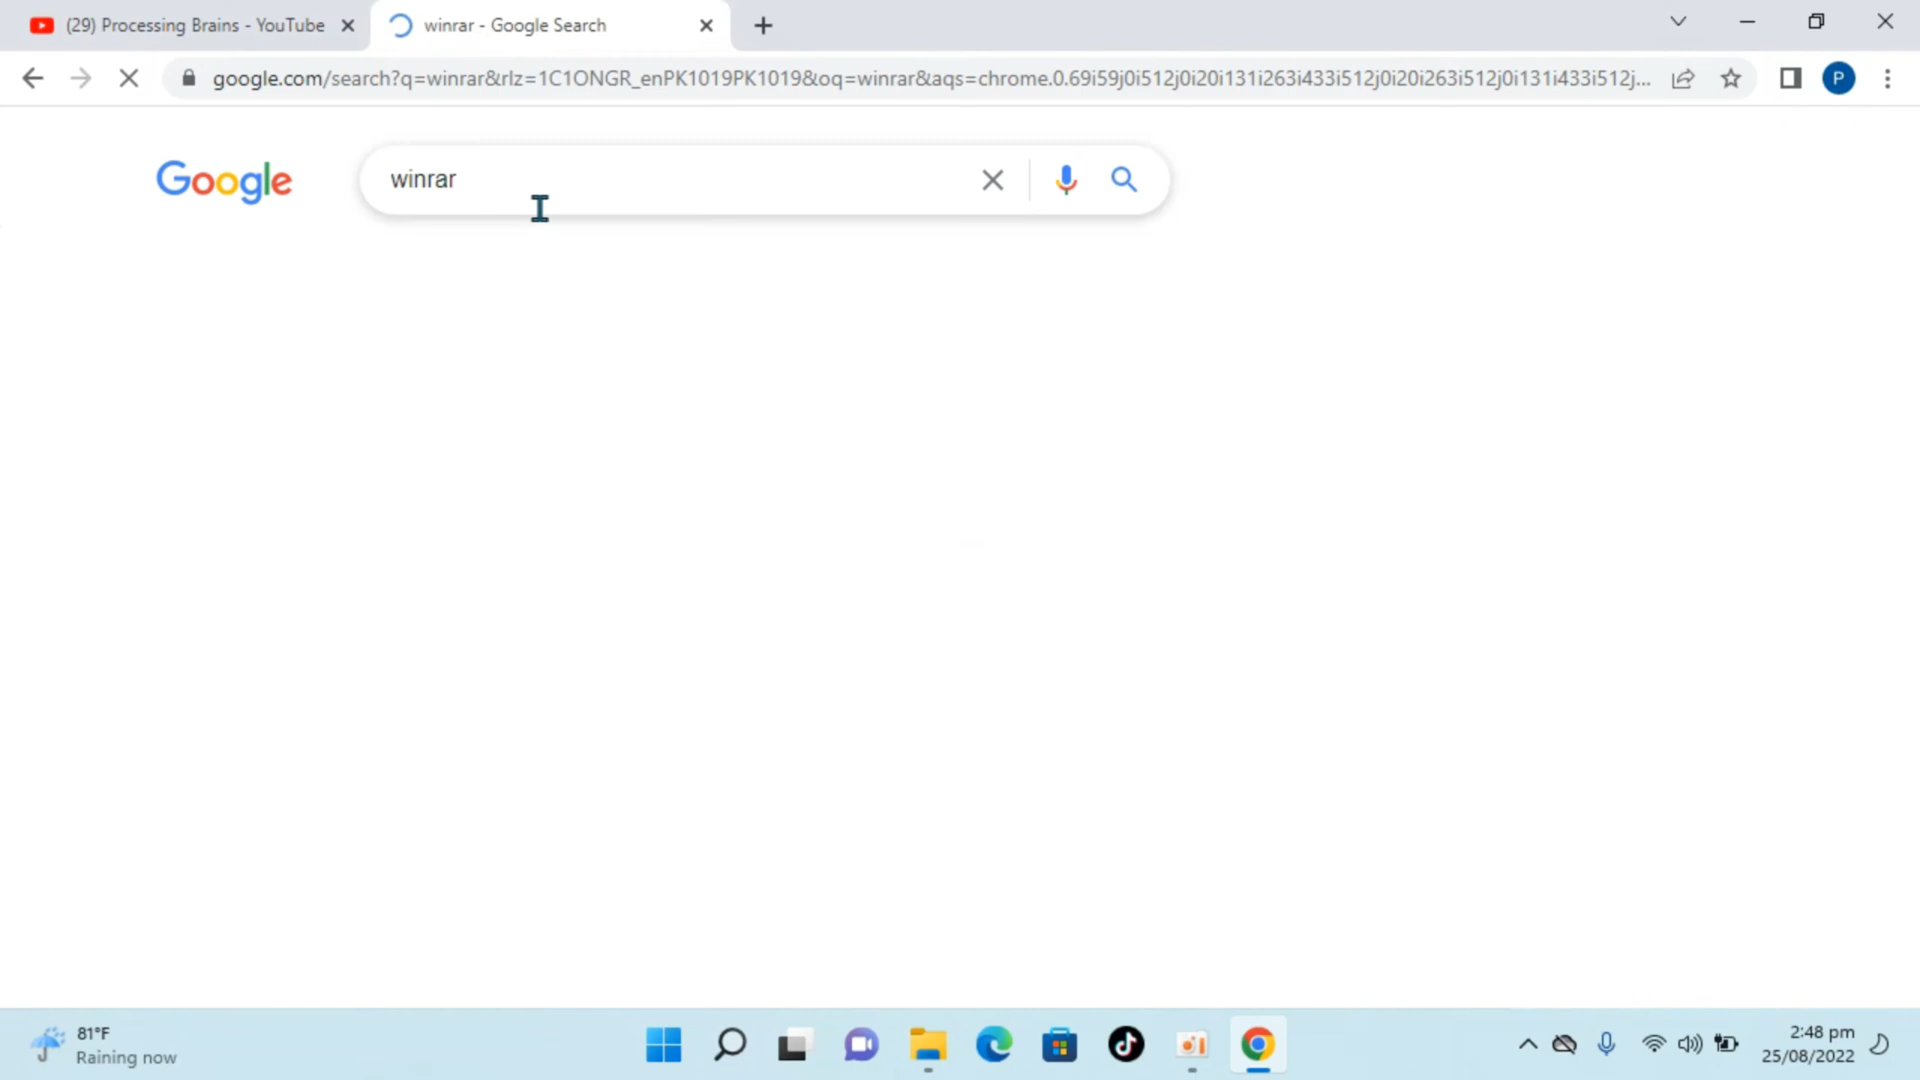 (29) Processing Brains - YouTube
winrar - Google Search
google.com/search?q=winrar&rlz=1C1ONGR_enPK1019PK1019&oq=winrar&aqs=chrome.0.69i59j0i512j0i20i131i263i433i512j0i20i263i512j0i131i433i512j...
P
Google
winrar
81°F
Raining now
2:48 pm
25/08/2022